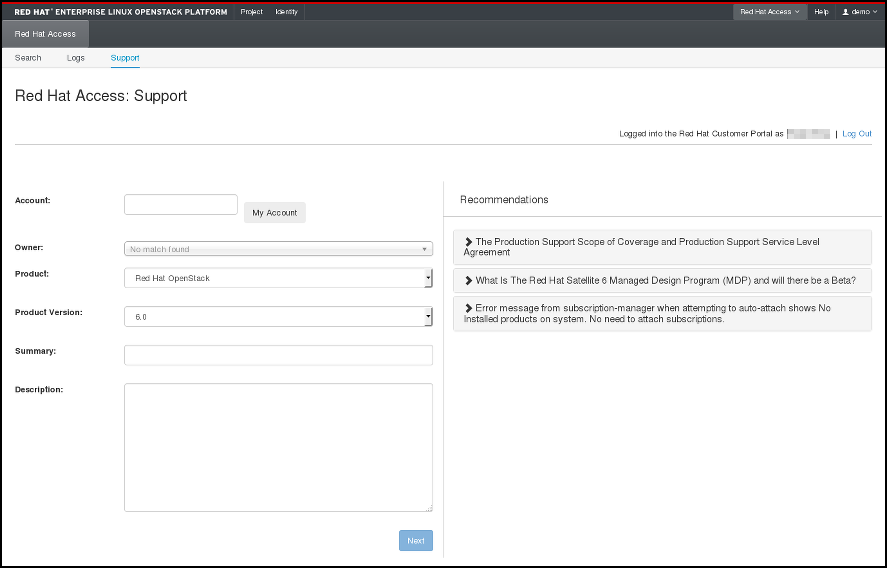 RED HAT ENTERPRISE LINUX OPENSTACK PLATFORM Project Identity Red Hat Access Help demo
Red Hat Access
Search Logs Support
Red Hat Access: Support
Logged into the Red Hat Customer Portal as | Log Out
Account:
My Account
Owner:
No match found
Product:
Red Hat OpenStack
Product Version:
6.0
Summary:
Description:
Next
Recommendations
The Production Support Scope of Coverage and Production Support Service Level
Agreement
What Is The Red Hat Satellite 6 Managed Design Program (MDP) and will there be a Beta?
Error message from subscription-manager when attempting to auto-attach shows No
Installed products on system. No need to attach subscriptions.